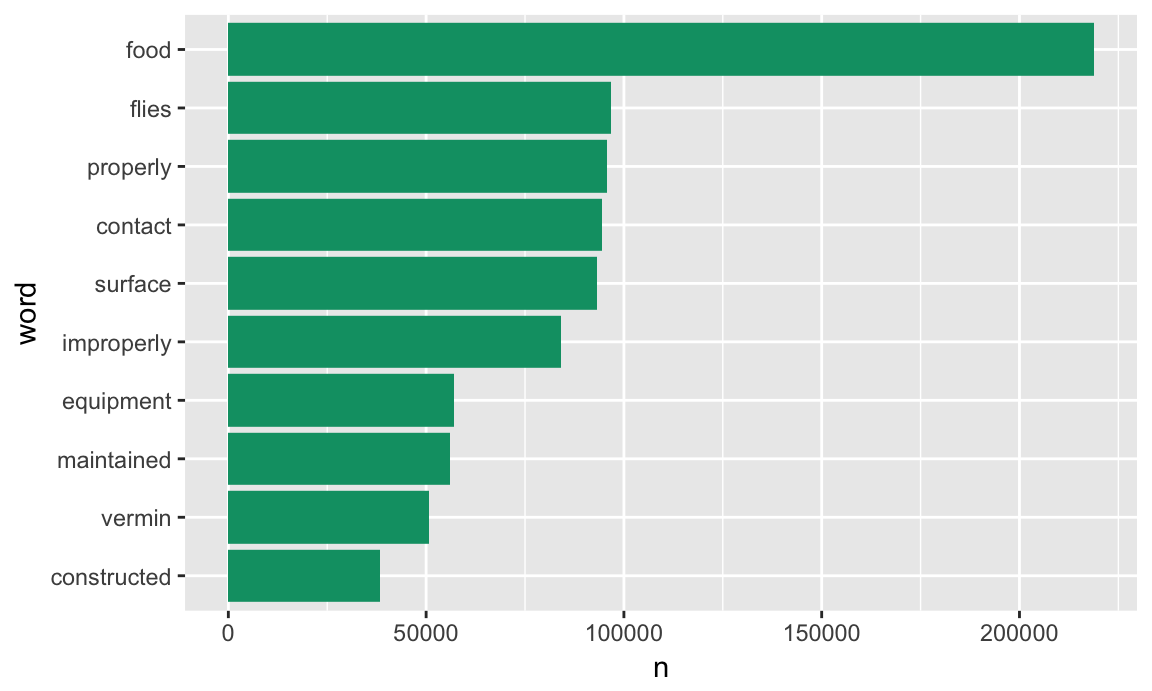 food
flies
properly
contact
surface
improperly
equipment
maintained
vermin
constructed
word
0 50000 100000 150000 200000
n